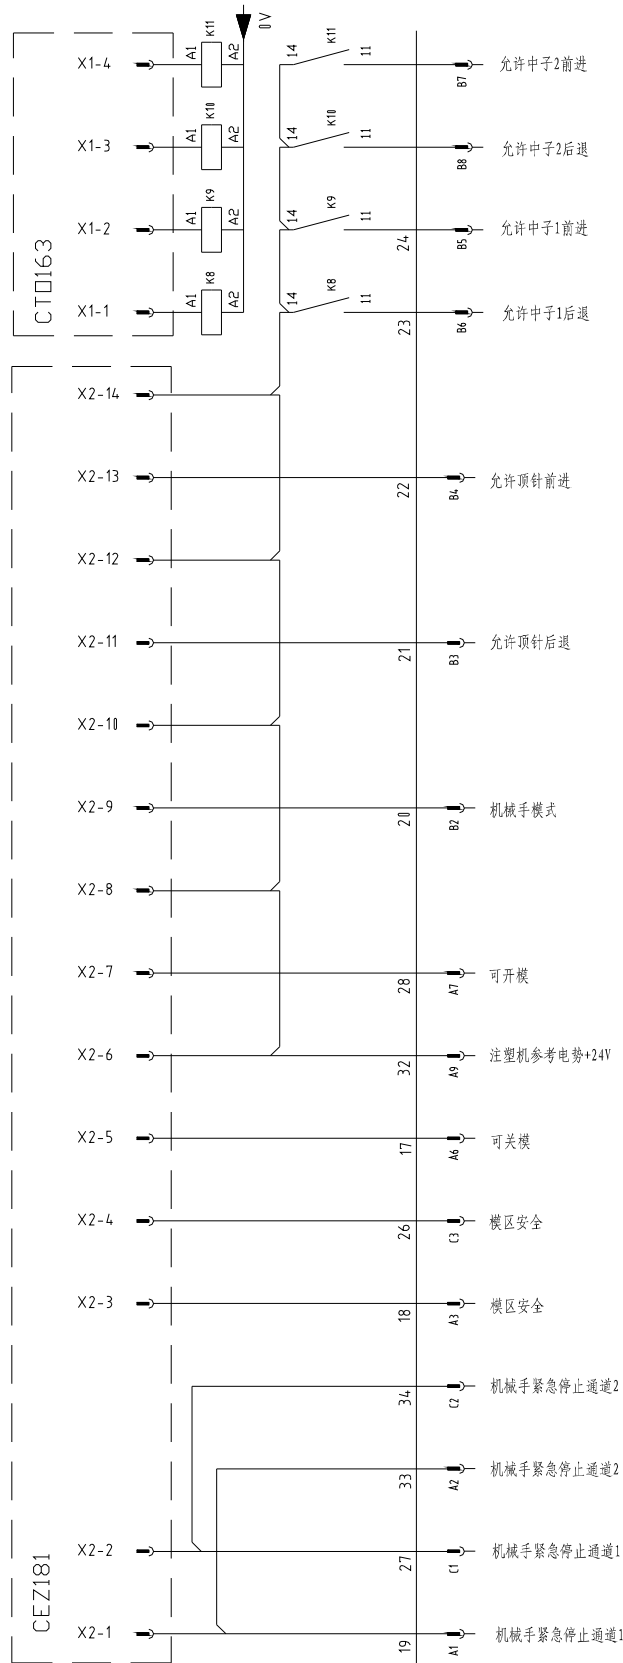 0V
X1-4 A1 K11 A2 14 K11 11 B7 允许中子2前进
X1-3 A1 K10 A2 14 K10 11 B8 允许中子2后退
X1-2 A1 K9 A2 14 K9 11 24 B5 允许中子1前进
X1-1 A1 K8 A2 14 K8 11 23 B6 允许中子1后退
CTO163
X2-14
X2-13 22 B4 允许顶针前进
X2-12
X2-11 21 B3 允许顶针后退
X2-10
X2-9 20 B2 机械手模式
X2-8
X2-7 28 A7 可开模
X2-6 32 A9 注塑机参考电势+24V
X2-5 17 A6 可关模
X2-4 26 C3 模区安全
X2-3 18 A3 模区安全
34 C2 机械手紧急停止通道2
33 A2 机械手紧急停止通道2
X2-2 27 C1 机械手紧急停止通道1
X2-1 19 A1 机械手紧急停止通道1
CEZ181